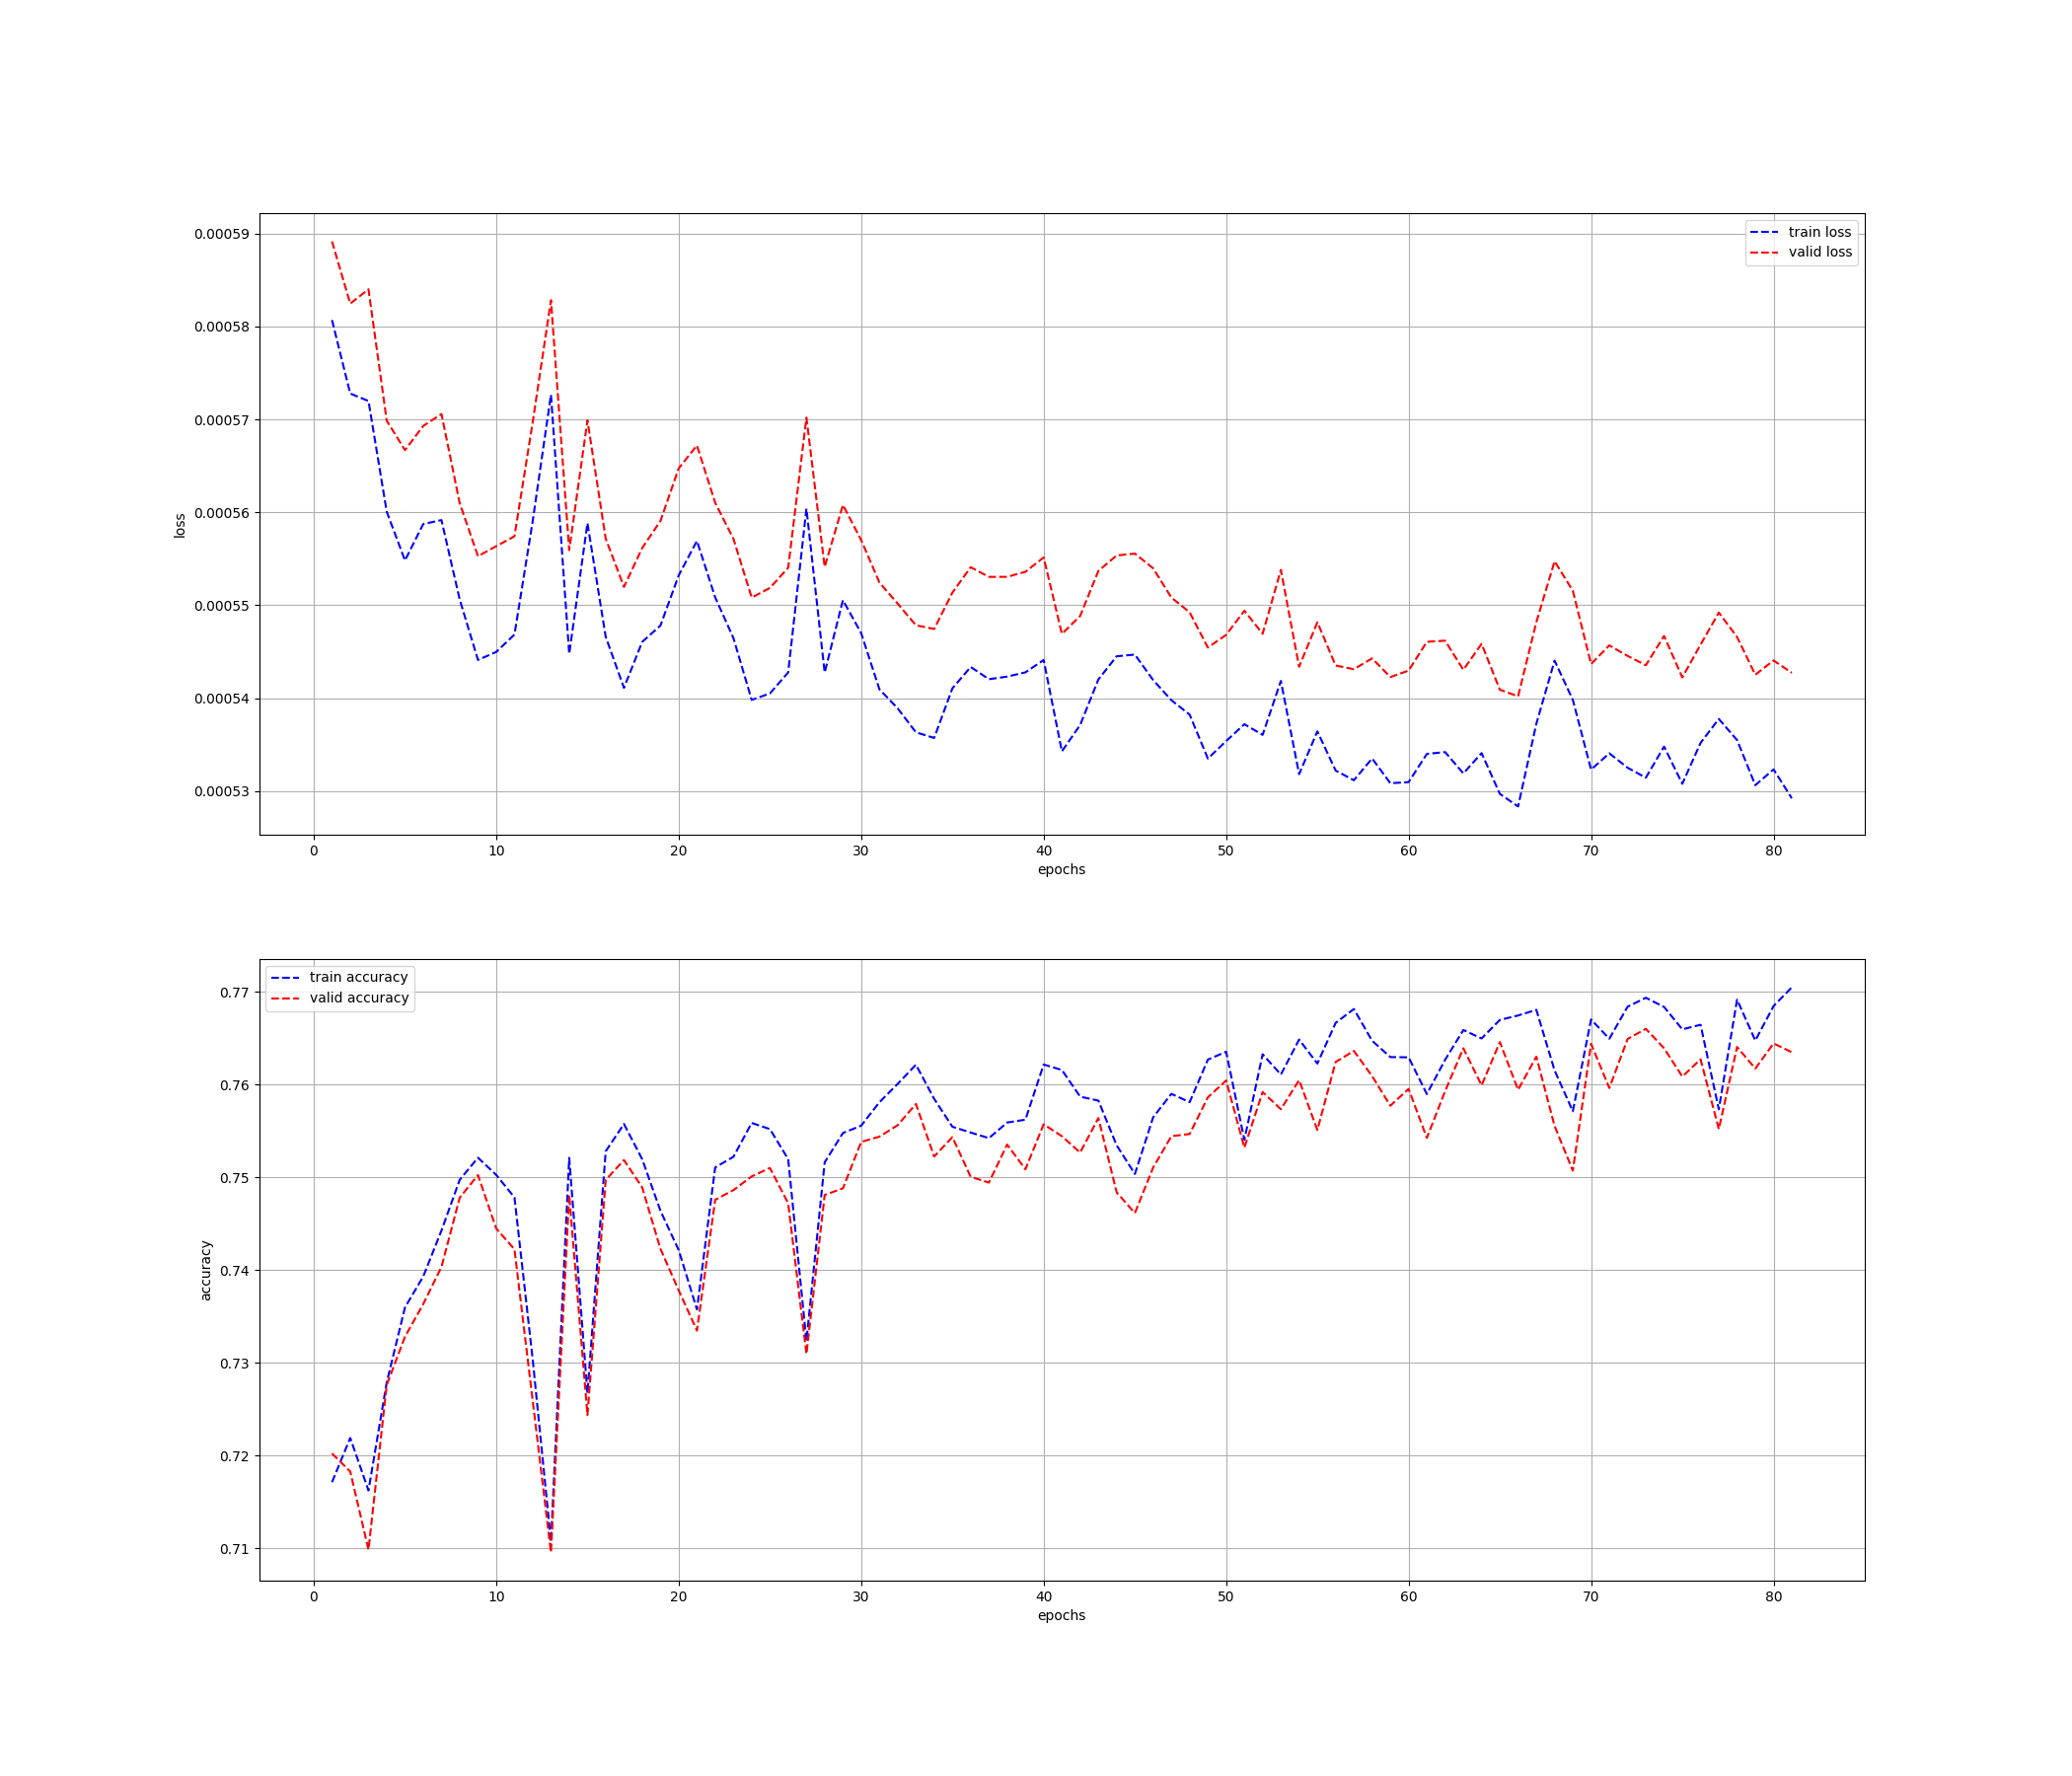 0.00059
0.00058
0.00057
0.00056
0.00055
0.00054
0.00053
loss
train loss
valid loss
0 10 20 30 40 50 60 70 80
epochs
0.77
0.76
0.75
0.74
0.73
0.72
0.71
accuracy
train accuracy
valid accuracy
0 10 20 30 40 50 60 70 80
epochs